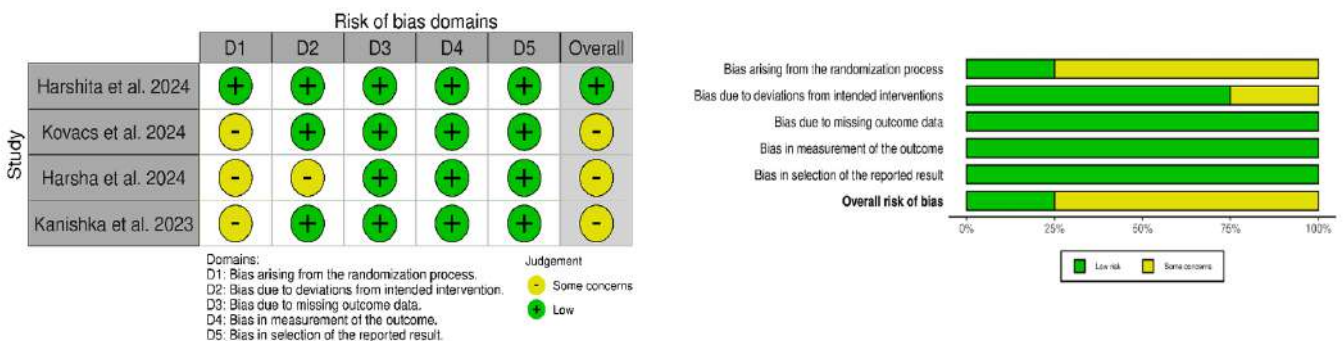 Risk of bias domains
D1 D2 D3 D4 D5 Overall
Study
Harshita et al. 2024 + + + + + +
Kovacs et al. 2024 - + + + + -
Harsha et al. 2024 - - + + + -
Kanishka et al. 2023 - + + + + -
Domains:
D1: Bias arising from the randomization process.
D2: Bias due to deviations from intended intervention.
D3: Bias due to missing outcome data.
D4: Bias in measurement of the outcome.
D5: Bias in selection of the reported result.
Judgement
- Some concerns
+ Low
Bias arising from the randomization process
Bias due to deviations from intended interventions
Bias due to missing outcome data
Bias in measurement of the outcome
Bias in selection of the reported result
Overall risk of bias
0% 25% 50% 75% 100%
Low risk Some concerns